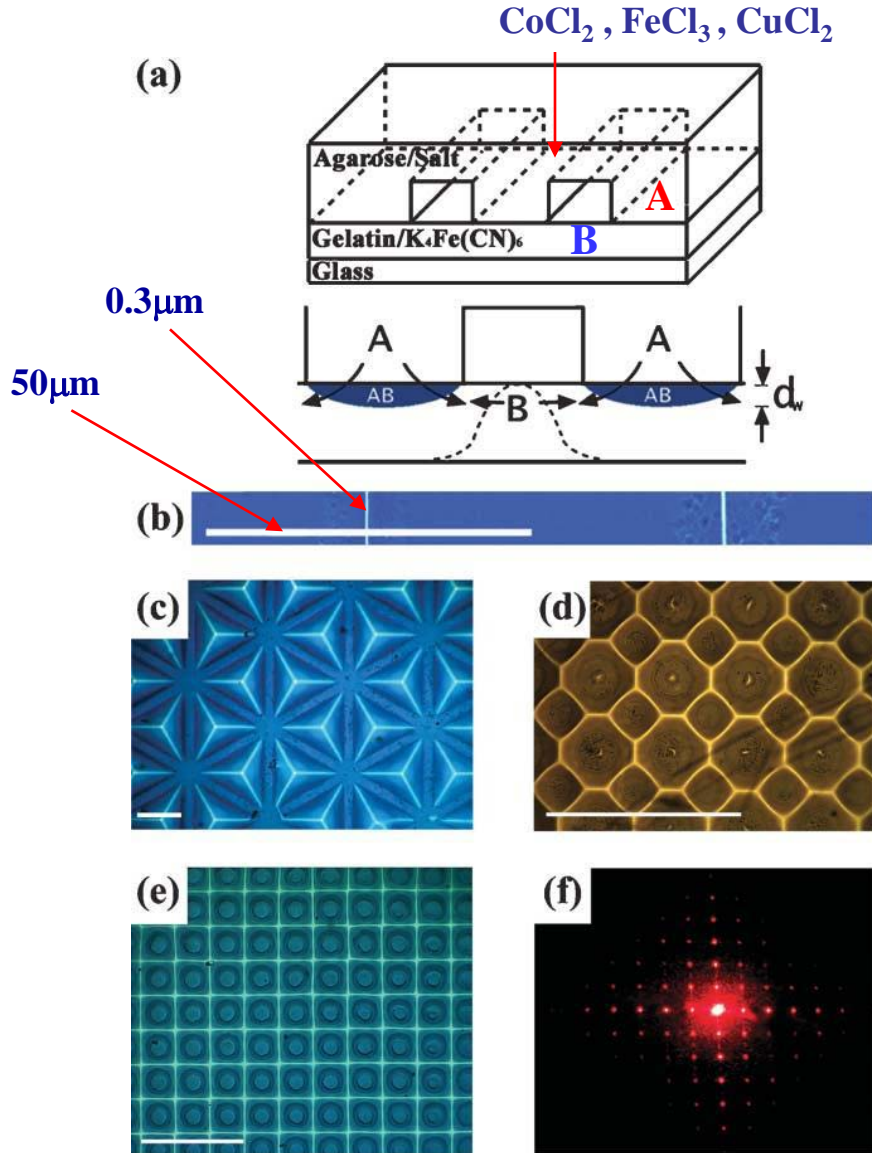 CoCl₂ , FeCl₃ , CuCl₂
(a)
Agarose/Salt
A
Gelatin/K₄Fe(CN)₆
B
Glass
0.3μm
50μm
A
A
AB
B
AB
dw
(b)
(c)
(d)
(e)
(f)